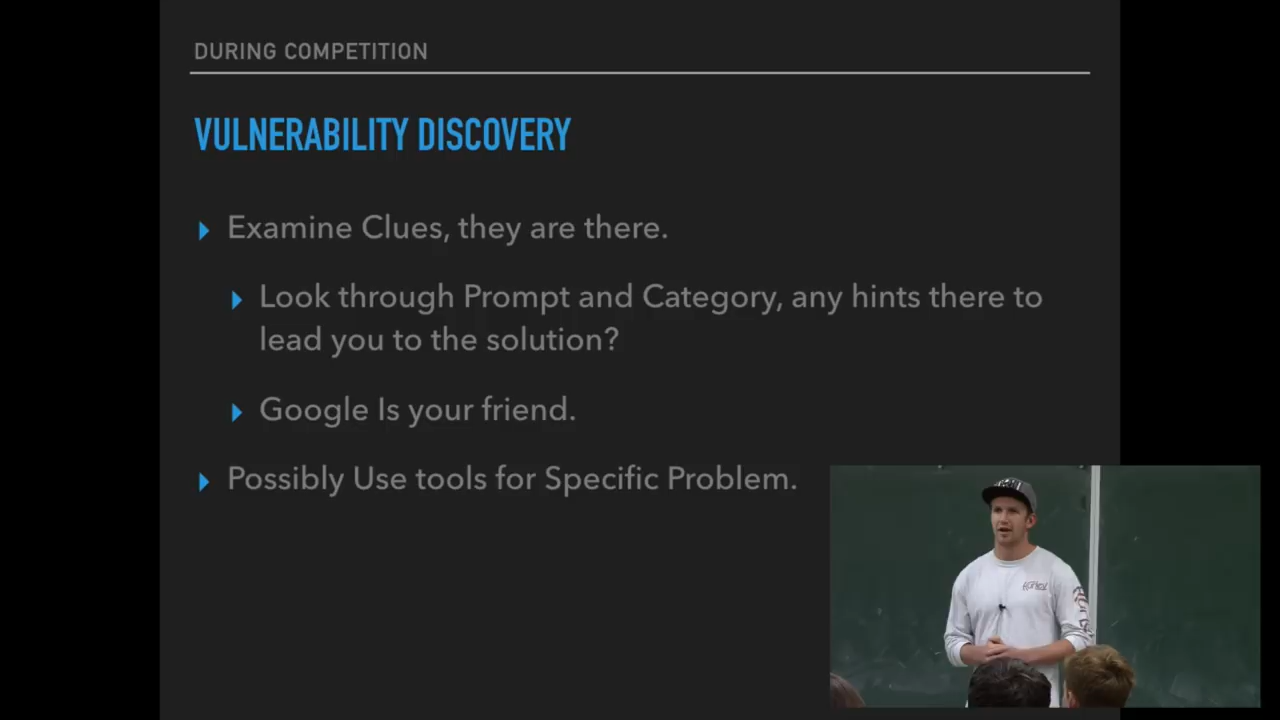 DURING COMPETITION
VULNERABILITY DISCOVERY
Examine Clues, they are there.
Look through Prompt and Category, any hints there to
lead you to the solution?
Google Is your friend.
Possibly Use tools for Specific Problem.
Hurley